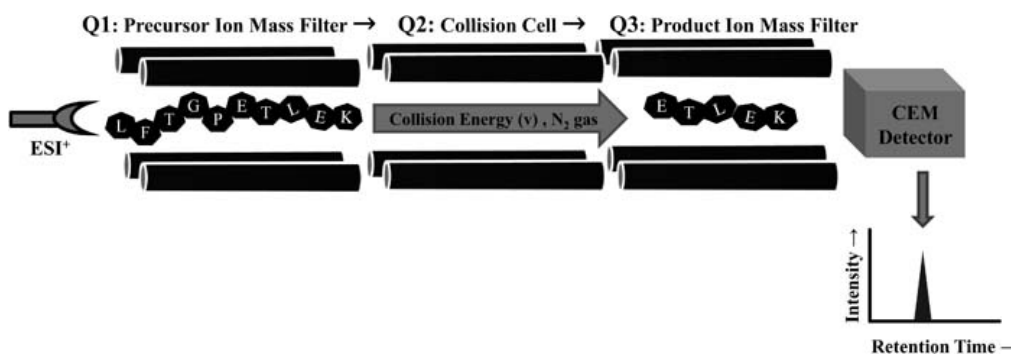 Q1: Precursor Ion Mass Filter → Q2: Collision Cell → Q3: Product Ion Mass Filter
L F T G P E T L E K
Collision Energy (v) , N₂ gas
E T L E K
CEM
Detector
ESI⁺
Intensity →
Retention Time –